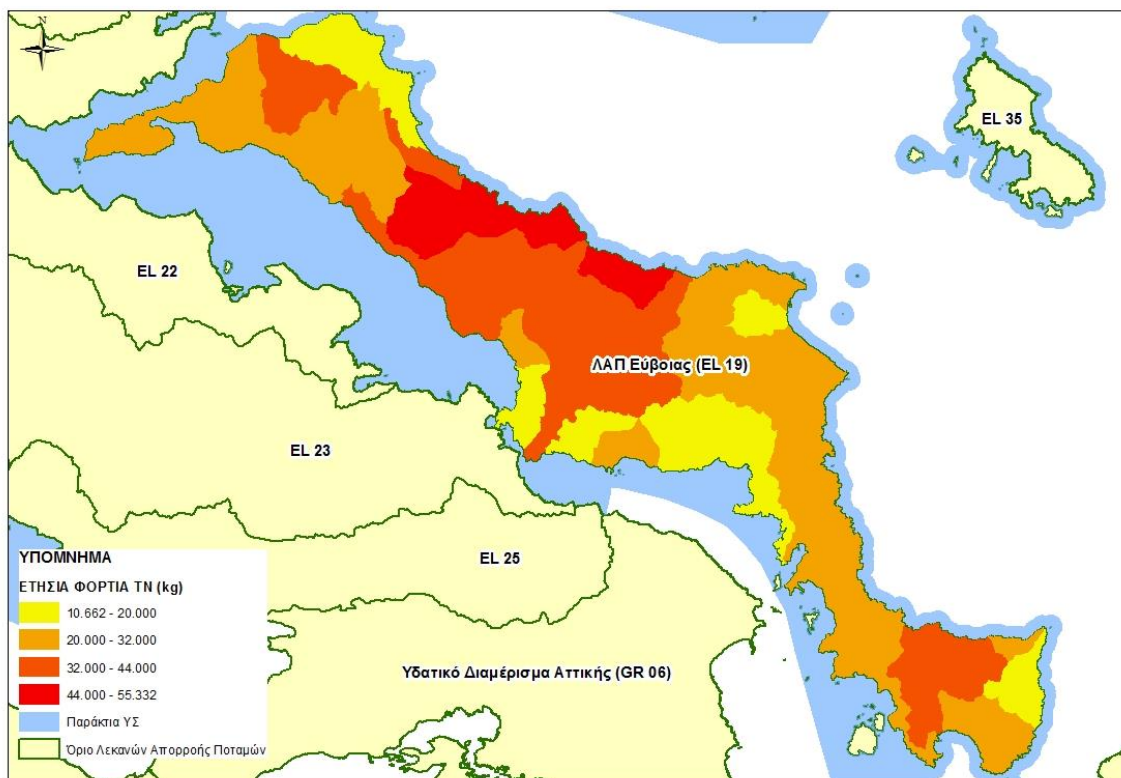 N
EL 35
EL 22
ΛΑΠ Εύβοιας (EL 19)
EL 23
EL 25
Υδατικό Διαμέρισμα Αττικής (GR 06)
ΥΠΟΜΝΗΜΑ
ΕΤΗΣΙΑ ΦΟΡΤΙΑ TN (kg)
10.662 - 20.000
20.000 - 32.000
32.000 - 44.000
44.000 - 55.332
Παράκτια ΥΣ
Όριο Λεκανών Απορροής Ποταμών